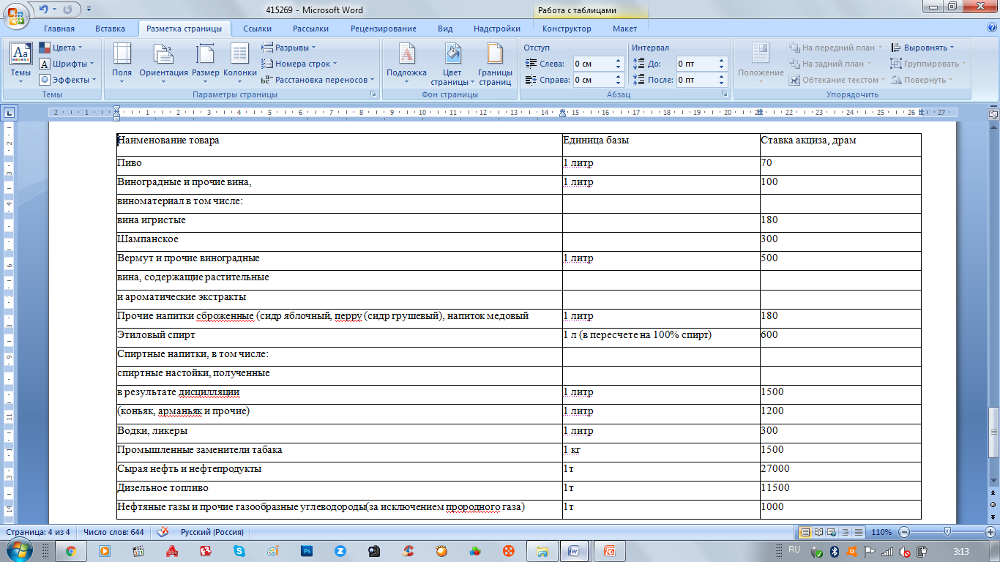 415269 - Microsoft Word
Работа с таблицами
Главная Вставка Разметка страницы Ссылки Рассылки Рецензирование Вид Надстройки Конструктор Макет
Темы Цвета Шрифты Эффекты
Поля Ориентация Размер Колонки Разрывы Номера строк Расстановка переносов
Подложка Цвет страницы Границы страниц
Отступ Интервал
Слева: 0 см До: 0 пт
Справа: 0 см После: 0 пт
Положение На передний план На задний план Обтекание текстом Выровнять Группировать Повернуть
Темы Параметры страницы Фон страницы Абзац Упорядочить
Наименование товара Единица базы Ставка акциза, драм
Пиво 1 литр 70
Виноградные и прочие вина, 1 литр 100
виноматериал в том числе:
вина игристые 180
Шампанское 300
Вермут и прочие виноградные 1 литр 500
вина, содержащие растительные
и ароматические экстракты
Прочие напитки сброженные (сидр яблочный, перру (сидр грушевый), напиток медовый 1 литр 180
Этиловый спирт 1 л (в пересчете на 100% спирт) 600
Спиртные напитки, в том числе:
спиртные настойки, полученные
в результате дисцилляции 1 литр 1500
(коньяк, арманьяк и прочие) 1 литр 1200
Водки, ликеры 1 литр 300
Промышленные заменители табака 1 кг 1500
Сырая нефть и нефтепродукты 1т 27000
Дизельное топливо 1т 11500
Нефтяные газы и прочие газообразные углеводороды(за исключением прородного газа) 1т 1000
Страница: 4 из 4 Число слов: 644 Русский (Россия) 110%
RU 3:13